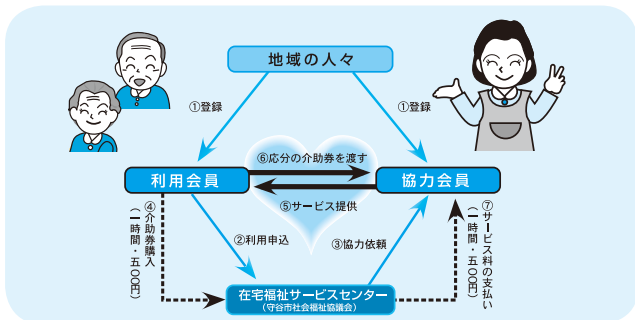 地域の人々
①登録
①登録
⑥応分の介助券を渡す
利用会員
協力会員
⑤サービス提供
②利用申込
③協力依頼
④介助券購入
（一時間・五〇〇円）
⑦サービス料の支払い
（一時間・五〇〇円）
在宅福祉サービスセンター
（守谷市社会福祉協議会）